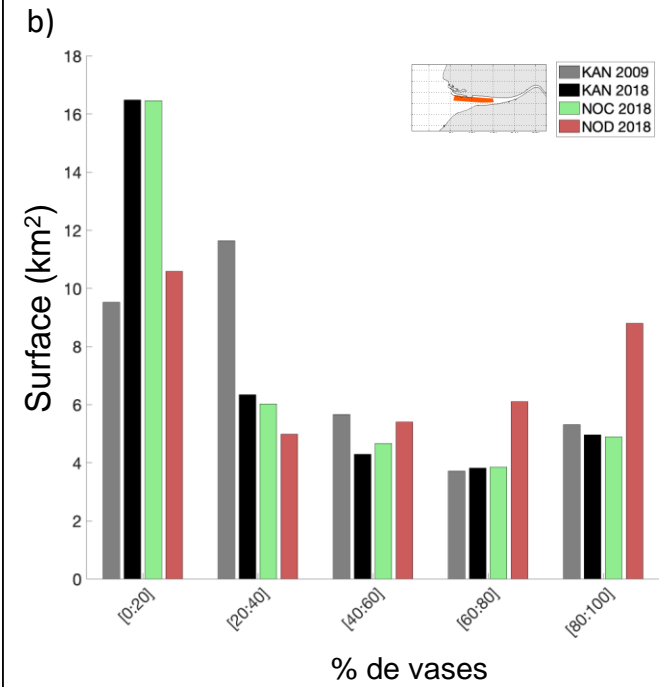 b)
KAN 2009
KAN 2018
NOC 2018
NOD 2018
18
16
14
12
10
8
6
4
2
0
Surface (km²)
[0:20]
[20:40]
[40:60]
[60:80]
[80:100]
% de vases